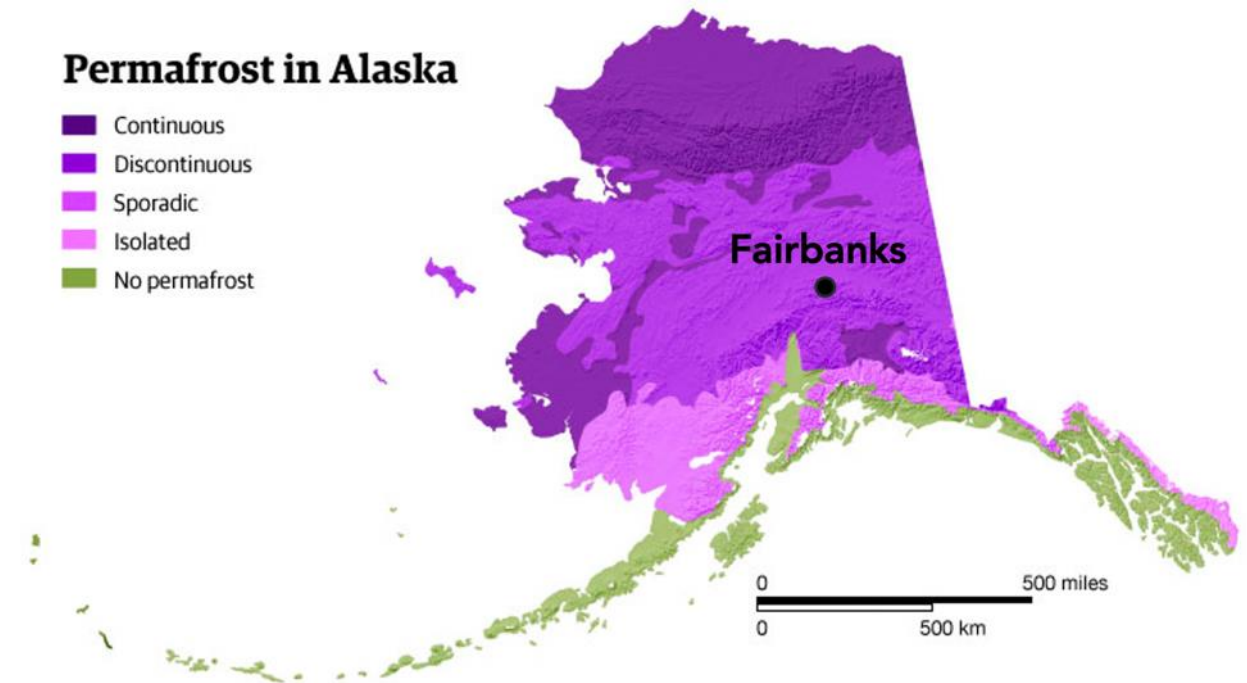 Permafrost in Alaska
Continuous
Discontinuous
Sporadic
Isolated
No permafrost
Fairbanks
0 500 miles
0 500 km